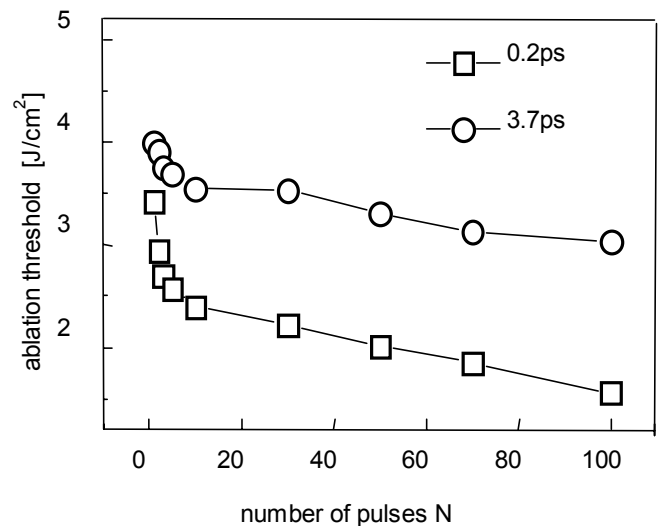 5
4
3
2
ablation threshold [J/cm²]
0.2ps
3.7ps
0 20 40 60 80 100
number of pulses N